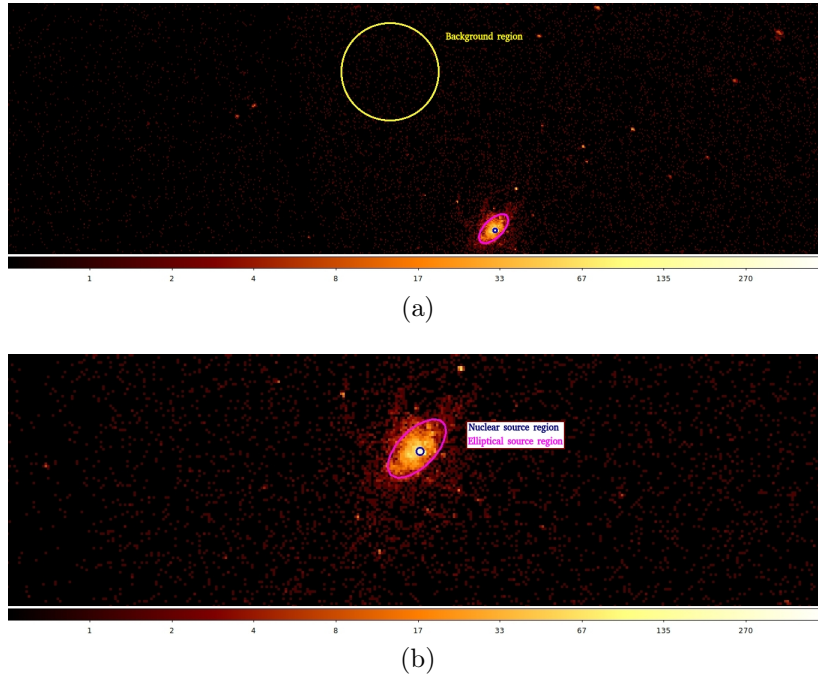 Background region
1 2 4 8 17 33 67 135 270
(a)
Nuclear source region
Elliptical source region
1 2 4 8 17 33 67 135 270
(b)